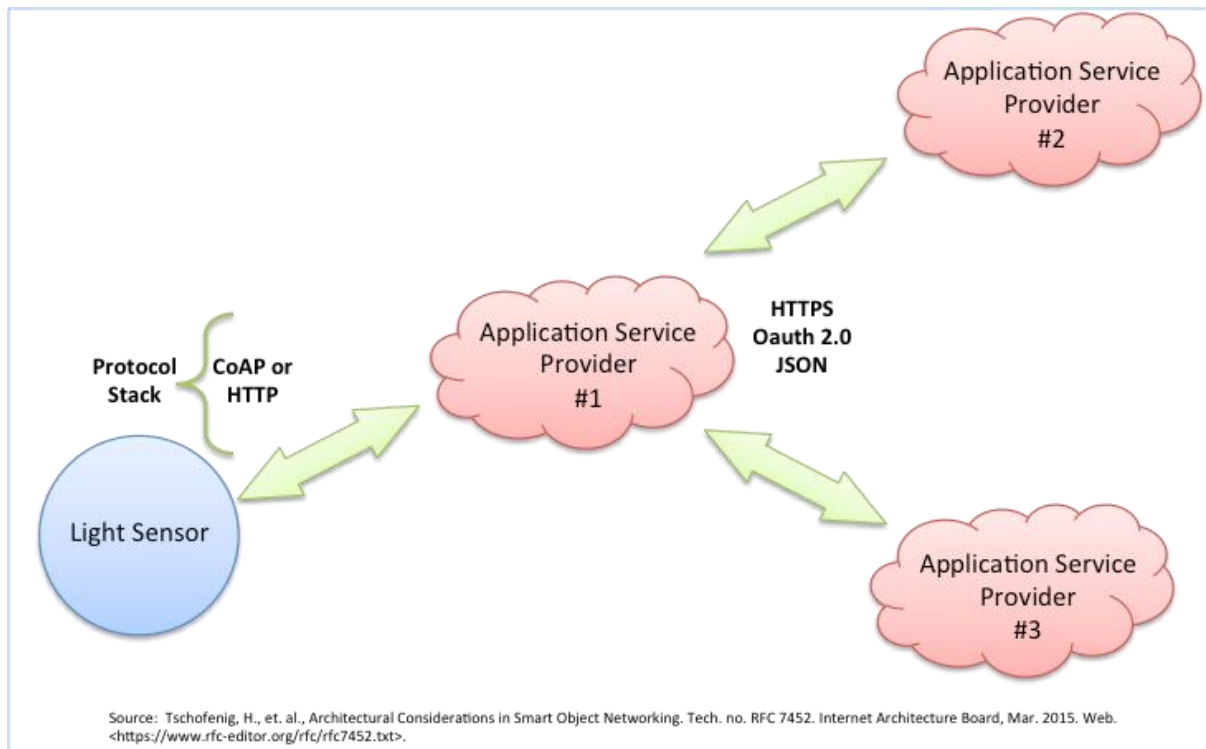 Application Service
Provider
#2
HTTPS
Oauth 2.0
JSON
Application Service
Provider
#1
Protocol
Stack
CoAP or
HTTP
Light Sensor
Application Service
Provider
#3
Source: Tschofenig, H., et. al., Architectural Considerations in Smart Object Networking. Tech. no. RFC 7452. Internet Architecture Board, Mar. 2015. Web.
<https://www.rfc-editor.org/rfc/rfc7452.txt>.